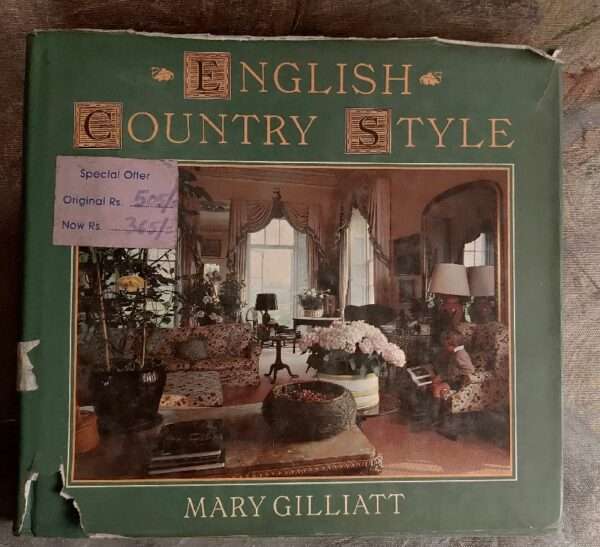 ENGLISH
COUNTRY STYLE
Special Offer
Original Rs. 505/-
Now Rs. 365/-
MARY GILLIATT